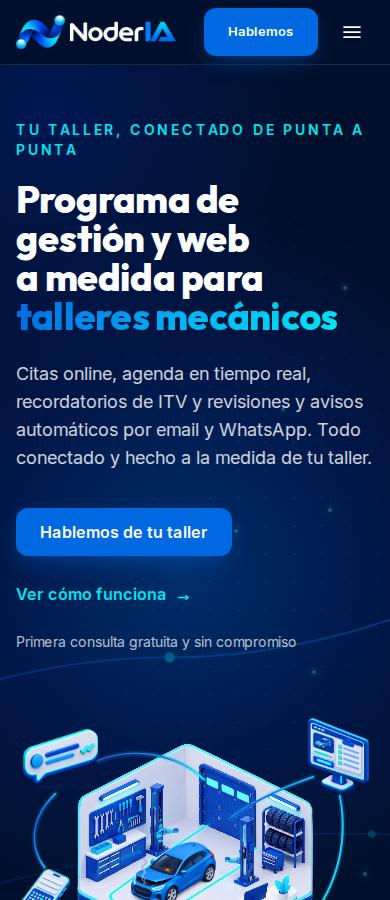 NoderIA
Hablemos
TU TALLER, CONECTADO DE PUNTA A
PUNTA
Programa de
gestión y web
a medida para
talleres mecánicos
Citas online, agenda en tiempo real,
recordatorios de ITV y revisiones y avisos
automáticos por email y WhatsApp. Todo
conectado y hecho a la medida de tu taller.
Hablemos de tu taller
Ver cómo funciona →
Primera consulta gratuita y sin compromiso